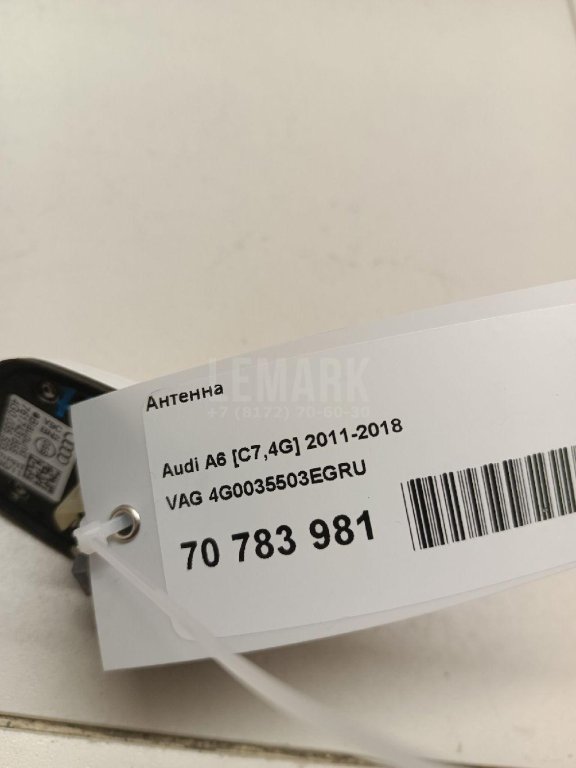 LEMARK
+7 (8172) 70-60-30
Антенна
Audi A6 [C7,4G] 2011-2018
VAG 4G0035503EGRU
70 783 981